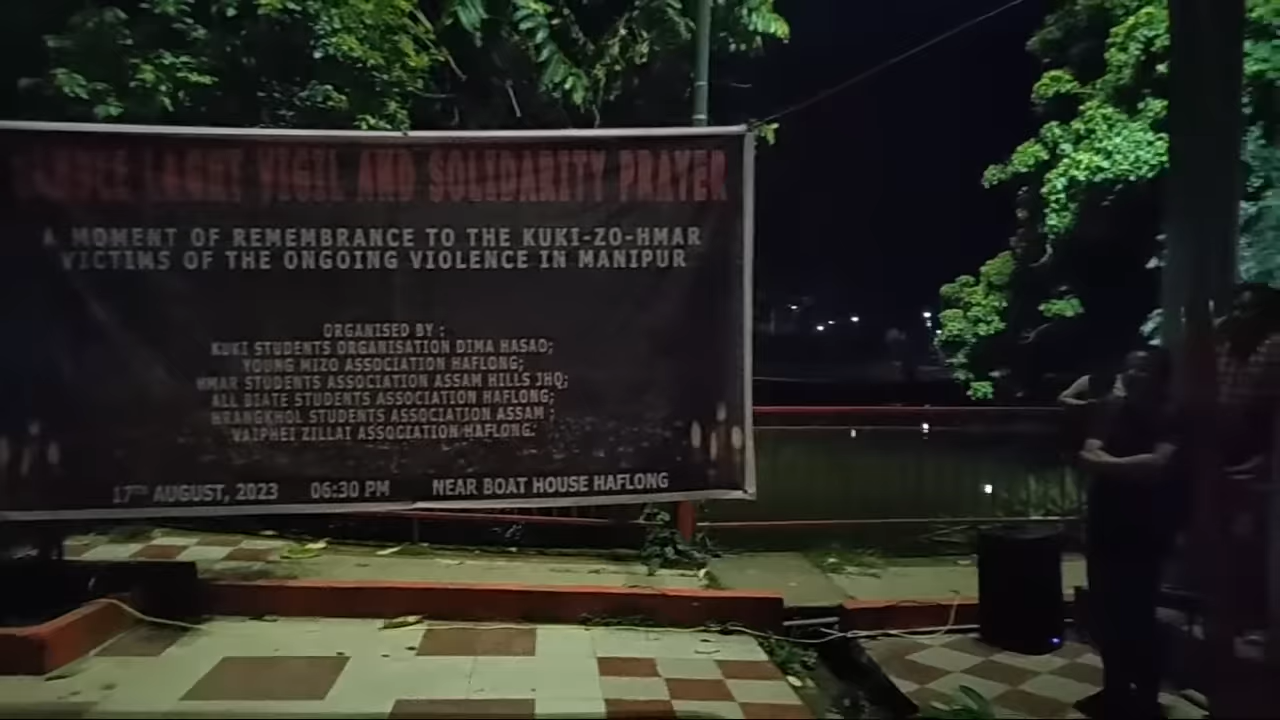 CANDLE LIGHT VIGIL AND SOLIDARITY PRAYER
A MOMENT OF REMEMBRANCE TO THE KUKI-ZO-HMAR
VICTIMS OF THE ONGOING VIOLENCE IN MANIPUR
ORGANISED BY :
KUKI STUDENTS ORGANISATION DIMA HASAO;
YOUNG MIZO ASSOCIATION HAFLONG;
HMAR STUDENTS ASSOCIATION ASSAM HILLS JHQ;
ALL BIATE STUDENTS ASSOCIATION HAFLONG;
HRANGKHOL STUDENTS ASSOCIATION ASSAM ;
VAIPHEI ZILLAI ASSOCIATION HAFLONG.
17TH AUGUST, 2023 06:30 PM NEAR BOAT HOUSE HAFLONG